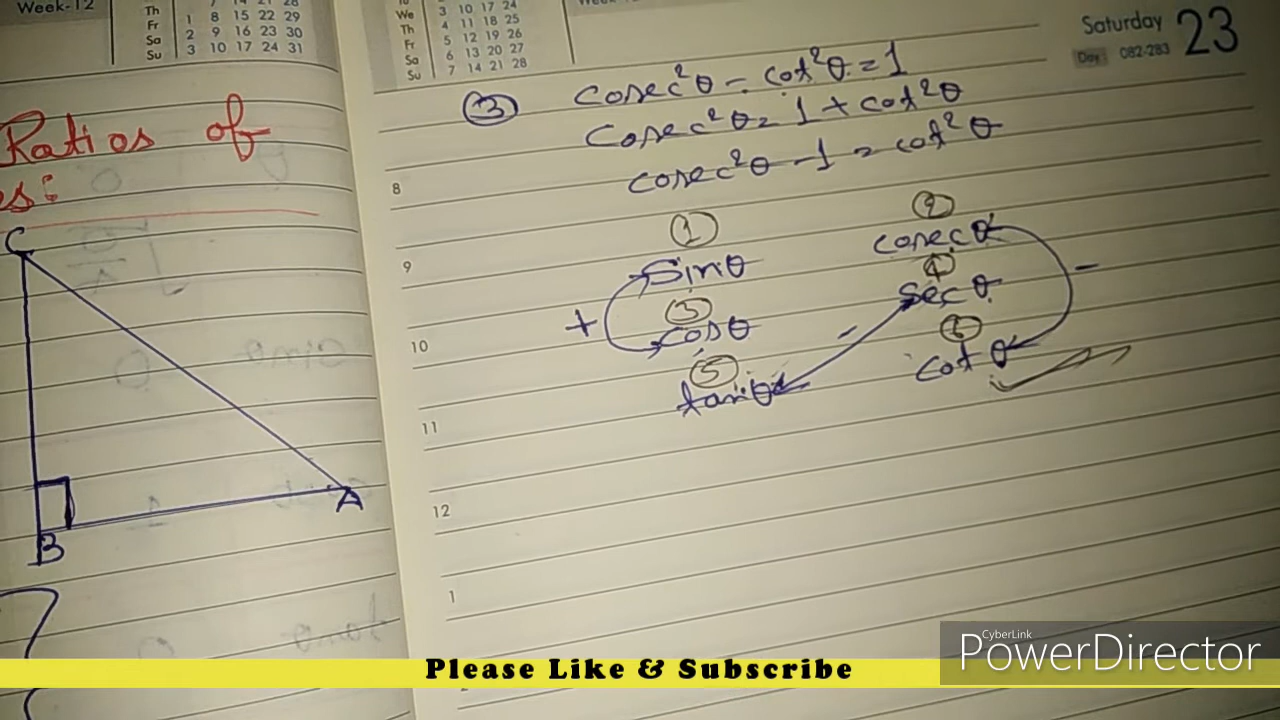 Week-12
Th
Fr 1 8 15 22 29
Sa 2 9 16 23 30
Su 3 10 17 24 31
We 3 10 17 24
Th 4 11 18 25
Fr 5 12 19 26
Sa 6 13 20 27
Su 7 14 21 28
Saturday 23
Day: 082-283
Ratios of
es:
C
A
B
③ cosec²θ - cot²θ = 1
cosec²θ = 1 + cot²θ
cosec²θ - 1 = cot²θ
8
① ②
sinθ cosecθ
③ ④
+ cosθ - secθ -
⑤ ⑥
tanθ cotθ
9
10
11
12
1
Please Like & Subscribe
CyberLink
PowerDirector